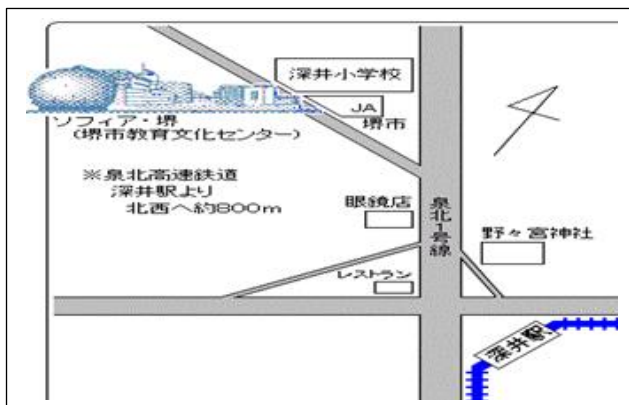 深井小学校
JA
堺市
ソフィア・堺
(堺市教育文化センター)
※泉北高速鉄道
深井駅より
北西へ約800m
眼鏡店
泉北1号線
野々宮神社
レストラン
深井駅